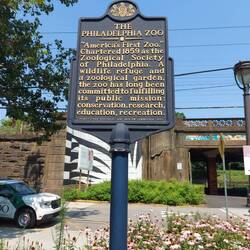 THE
PHILADELPHIA ZOO
"America's First Zoo."
Chartered 1859 as the
Zoological Society
of Philadelphia. A
wildlife refuge and
a zoological garden,
the zoo has long been
committed to fulfilling
its public mission:
conservation, research,
education, recreation.